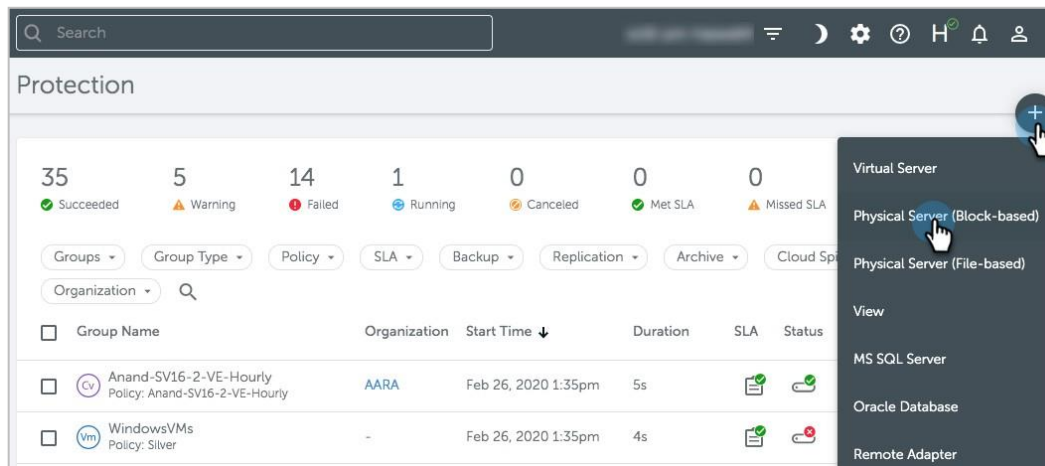 Search
H
Protection
+
35 5 14 1 0 0 0
Succeeded Warning Failed Running Canceled Met SLA Missed SLA
Groups Group Type Policy SLA Backup Replication Archive Cloud Spi
Organization
Group Name Organization Start Time Duration SLA Status
Cv Anand-SV16-2-VE-Hourly AARA Feb 26, 2020 1:35pm 5s
Policy: Anand-SV16-2-VE-Hourly
Vm WindowsVMs - Feb 26, 2020 1:35pm 4s
Policy: Silver
Virtual Server
Physical Server (Block-based)
Physical Server (File-based)
View
MS SQL Server
Oracle Database
Remote Adapter